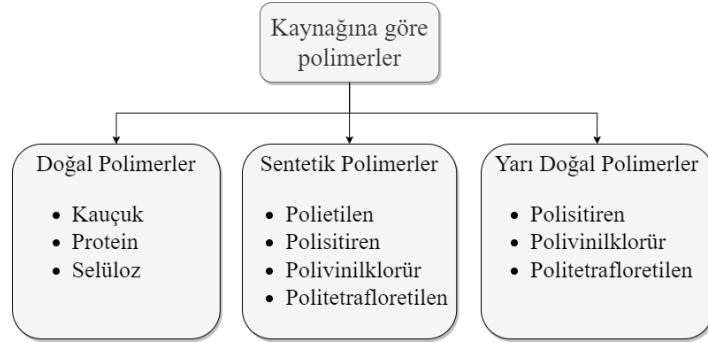 Kaynağına göre
polimerler
Doğal Polimerler
• Kauçuk
• Protein
• Selüloz
Sentetik Polimerler
• Polietilen
• Polisitiren
• Polivinilklorür
• Politetrafloretilen
Yarı Doğal Polimerler
• Polisitiren
• Polivinilklorür
• Politetrafloretilen